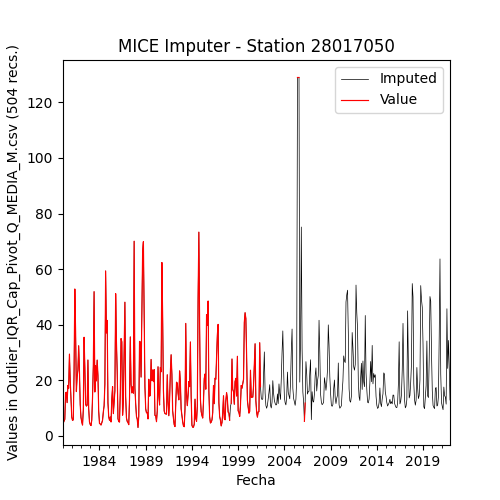 MICE Imputer - Station 28017050
Imputed
Value
Values in Outlier_IQR_Cap_Pivot_Q_MEDIA_M.csv (504 recs.)
120
100
80
60
40
20
0
1984 1989 1994 1999 2004 2009 2014 2019
Fecha